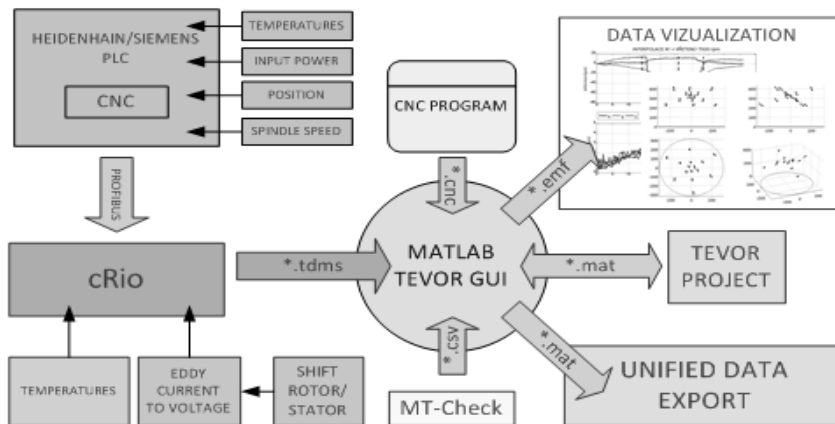 HEIDENHAIN/SIEMENS
PLC
CNC
TEMPERATURES
INPUT POWER
POSITION
SPINDLE SPEED
PROFIBUS
cRio
TEMPERATURES
EDDY
CURRENT
TO VOLTAGE
SHIFT
ROTOR/
STATOR
*.tdms
CNC PROGRAM
*.cnc
MATLAB
TEVOR GUI
*.csv
MT-Check
*.emf
DATA VIZUALIZATION
*.mat
TEVOR
PROJECT
*.mat
UNIFIED DATA
EXPORT